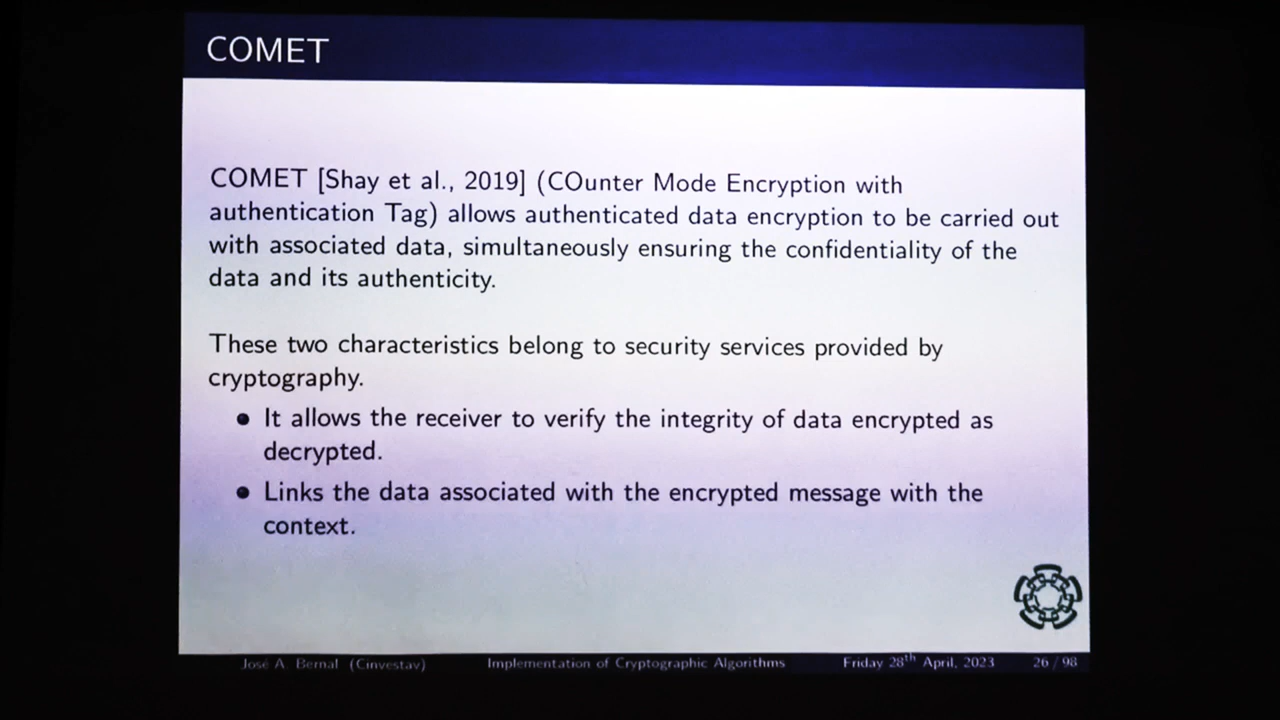 COMET
COMET [Shay et al., 2019] (COunter Mode Encryption with
authentication Tag) allows authenticated data encryption to be carried out
with associated data, simultaneously ensuring the confidentiality of the
data and its authenticity.
These two characteristics belong to security services provided by
cryptography.
• It allows the receiver to verify the integrity of data encrypted as
decrypted.
• Links the data associated with the encrypted message with the
context.
José A. Bernal (Cinvestav) Implementation of Cryptographic Algorithms Friday 28th April, 2023 26 / 98